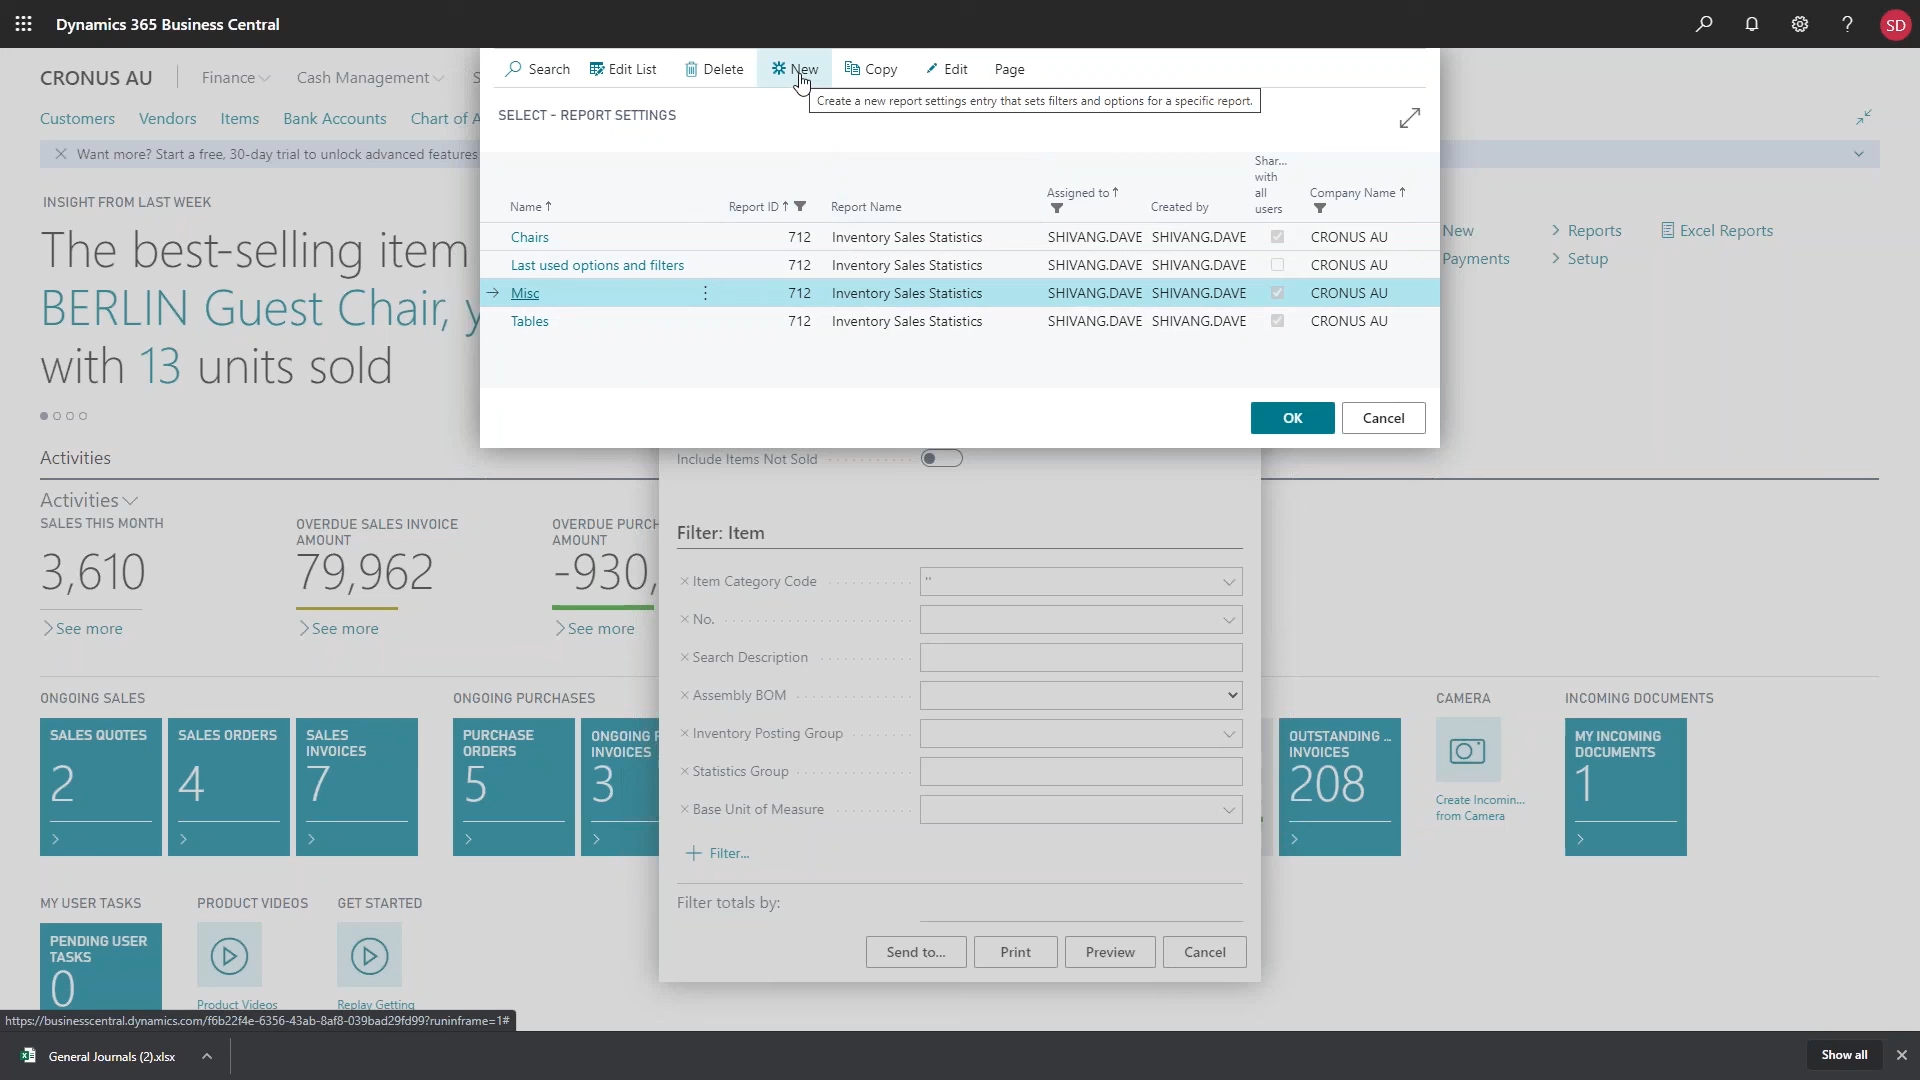 Dynamics 365 Business Central
SD
CRONUS AU
Finance
Cash Management
Customers
Vendors
Items
Bank Accounts
Chart of A
Want more? Start a free, 30-day trial to unlock advanced features
INSIGHT FROM LAST WEEK
The best-selling item
BERLIN Guest Chair, y
with 13 units sold
Search
Edit List
Delete
New
Copy
Edit
Page
Create a new report settings entry that sets filters and options for a specific report.
SELECT - REPORT SETTINGS
Name ↑
Report ID ↑
Report Name
Assigned to ↑
Created by
Shar...
with
all
users
Company Name ↑
Chairs 712 Inventory Sales Statistics SHIVANG.DAVE SHIVANG.DAVE CRONUS AU
Last used options and filters 712 Inventory Sales Statistics SHIVANG.DAVE SHIVANG.DAVE CRONUS AU
Misc 712 Inventory Sales Statistics SHIVANG.DAVE SHIVANG.DAVE CRONUS AU
Tables 712 Inventory Sales Statistics SHIVANG.DAVE SHIVANG.DAVE CRONUS AU
OK
Cancel
New
Payments
Reports
Setup
Excel Reports
Activities
Activities
SALES THIS MONTH
3,610
See more
OVERDUE SALES INVOICE
AMOUNT
79,962
See more
OVERDUE PURCH
AMOUNT
-930,
See more
Include Items Not Sold
Filter: Item
Item Category Code ''
No.
Search Description
Assembly BOM
Inventory Posting Group
Statistics Group
Base Unit of Measure
Filter...
Filter totals by:
Send to...
Print
Preview
Cancel
ONGOING SALES
SALES QUOTES
2
SALES ORDERS
4
SALES
INVOICES
7
ONGOING PURCHASES
PURCHASE
ORDERS
5
ONGOING P
INVOICES
3
OUTSTANDING ...
INVOICES
208
CAMERA
Create Incomin...
from Camera
INCOMING DOCUMENTS
MY INCOMING
DOCUMENTS
1
MY USER TASKS
PENDING USER
TASKS
0
PRODUCT VIDEOS
Product Videos
GET STARTED
Replay Getting
https://businesscentral.dynamics.com/f6b22f4e-6356-43ab-8af8-039bad29fd99?runinframe=1#
General Journals (2).xlsx
Show all